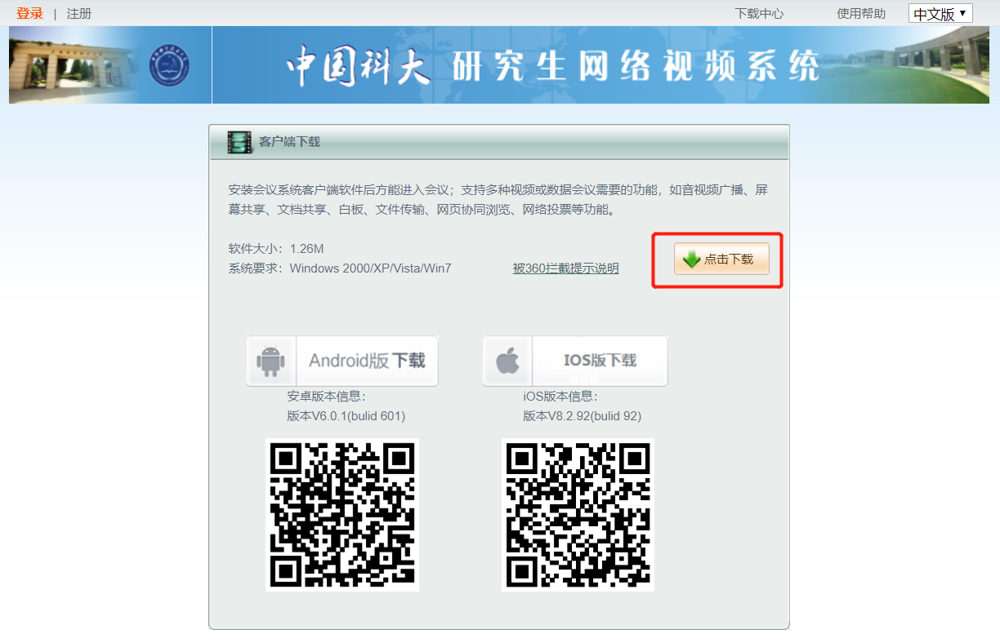 登录 | 注册 下载中心 使用帮助 中文版
中国科大 研究生网络视频系统
客户端下载
安装会议系统客户端软件后方能进入会议；支持多种视频或数据会议需要的功能，如音视频广播、屏
幕共享、文档共享、白板、文件传输、网页协同浏览、网络投票等功能。
软件大小：1.26M
系统要求：Windows 2000/XP/Vista/Win7 被360拦截提示说明 点击下载
Android版 下载 IOS版下载
安卓版本信息： iOS版本信息：
版本V6.0.1(bulid 601) 版本V8.2.92(bulid 92)